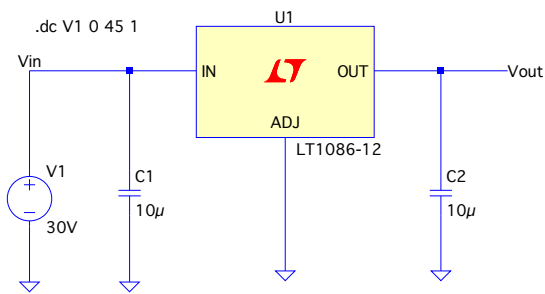 U1
.dc V1 0 45 1
Vin
IN
OUT
Vout
ADJ
LT1086-12
V1
C1
C2
30V
10µ
10µ